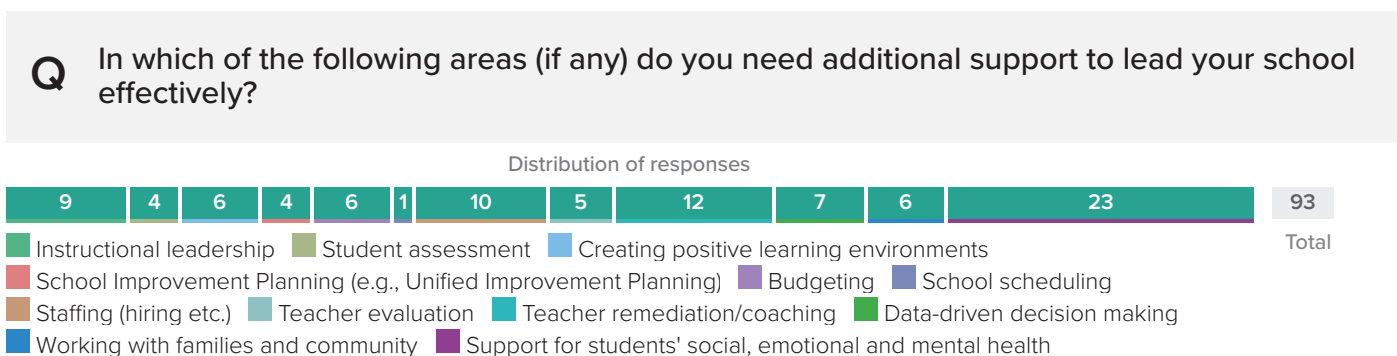 Q In which of the following areas (if any) do you need additional support to lead your school
effectively?
Distribution of responses
9 4 6 4 6 1 10 5 12 7 6 23 93
Total
Instructional leadership Student assessment Creating positive learning environments
School Improvement Planning (e.g., Unified Improvement Planning) Budgeting School scheduling
Staffing (hiring etc.) Teacher evaluation Teacher remediation/coaching Data-driven decision making
Working with families and community Support for students' social, emotional and mental health